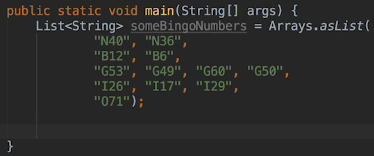 public static void main(String[] args) {
List<String> someBingoNumbers = Arrays.asList(
"N40", "N36",
"B12", "B6",
"G53", "G49", "G60", "G50",
"I26", "I17", "I29",
"O71");
}